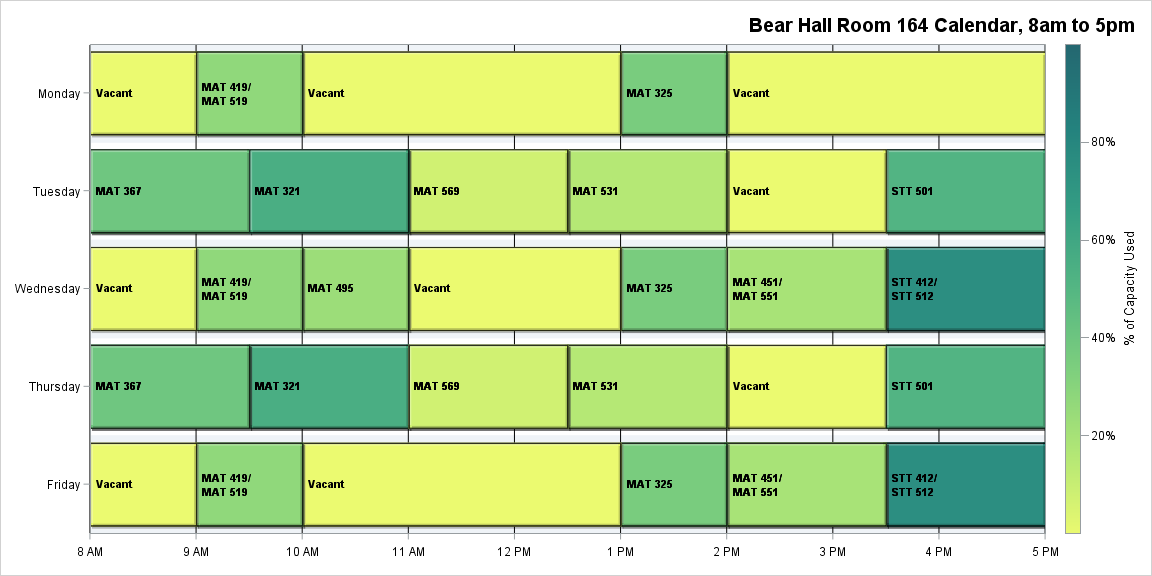 Bear Hall Room 164 Calendar, 8am to 5pm
Monday
Vacant
MAT 419/
MAT 519
Vacant
MAT 325
Vacant
Tuesday
MAT 367
MAT 321
MAT 569
MAT 531
Vacant
STT 501
Wednesday
Vacant
MAT 419/
MAT 519
MAT 495
Vacant
MAT 325
MAT 451/
MAT 551
STT 412/
STT 512
Thursday
MAT 367
MAT 321
MAT 569
MAT 531
Vacant
STT 501
Friday
Vacant
MAT 419/
MAT 519
Vacant
MAT 325
MAT 451/
MAT 551
STT 412/
STT 512
8 AM
9 AM
10 AM
11 AM
12 PM
1 PM
2 PM
3 PM
4 PM
5 PM
80%
60%
40%
20%
% of Capacity Used